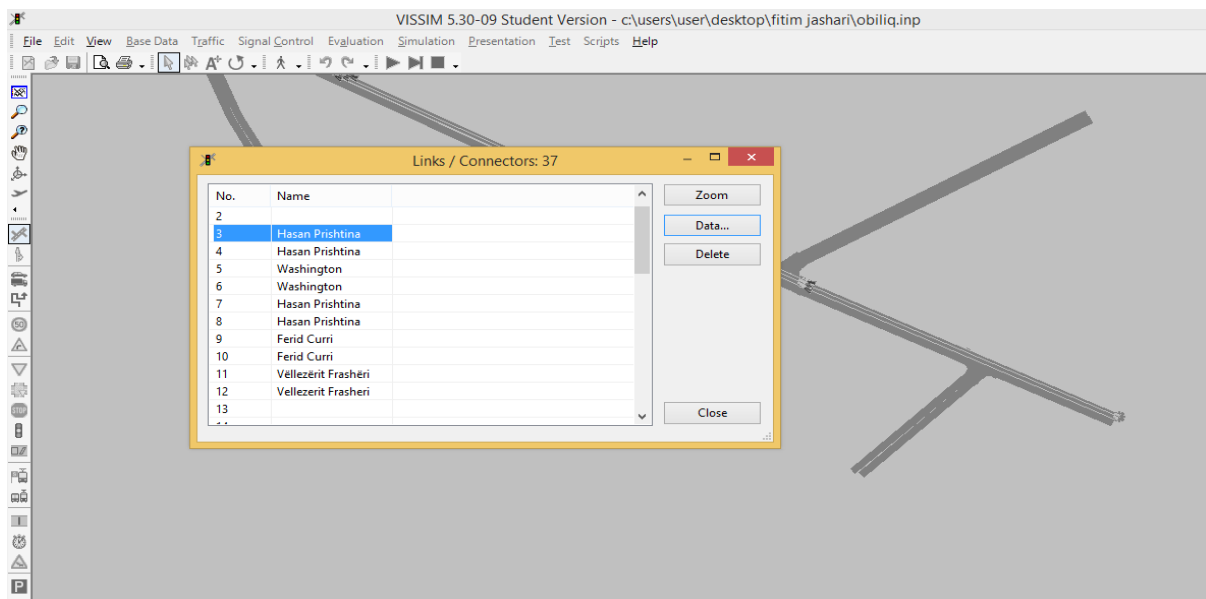 VISSIM 5.30-09 Student Version - c:\users\user\desktop\fitim jashari\obiliq.inp
File Edit View Base Data Traffic Signal Control Evaluation Simulation Presentation Test Scripts Help
Links / Connectors: 37
No. Name
2
3 Hasan Prishtina
4 Hasan Prishtina
5 Washington
6 Washington
7 Hasan Prishtina
8 Hasan Prishtina
9 Ferid Curri
10 Ferid Curri
11 Vëllezërit Frashëri
12 Vellezerit Frasheri
13
Zoom
Data...
Delete
Close
50
STOP
P